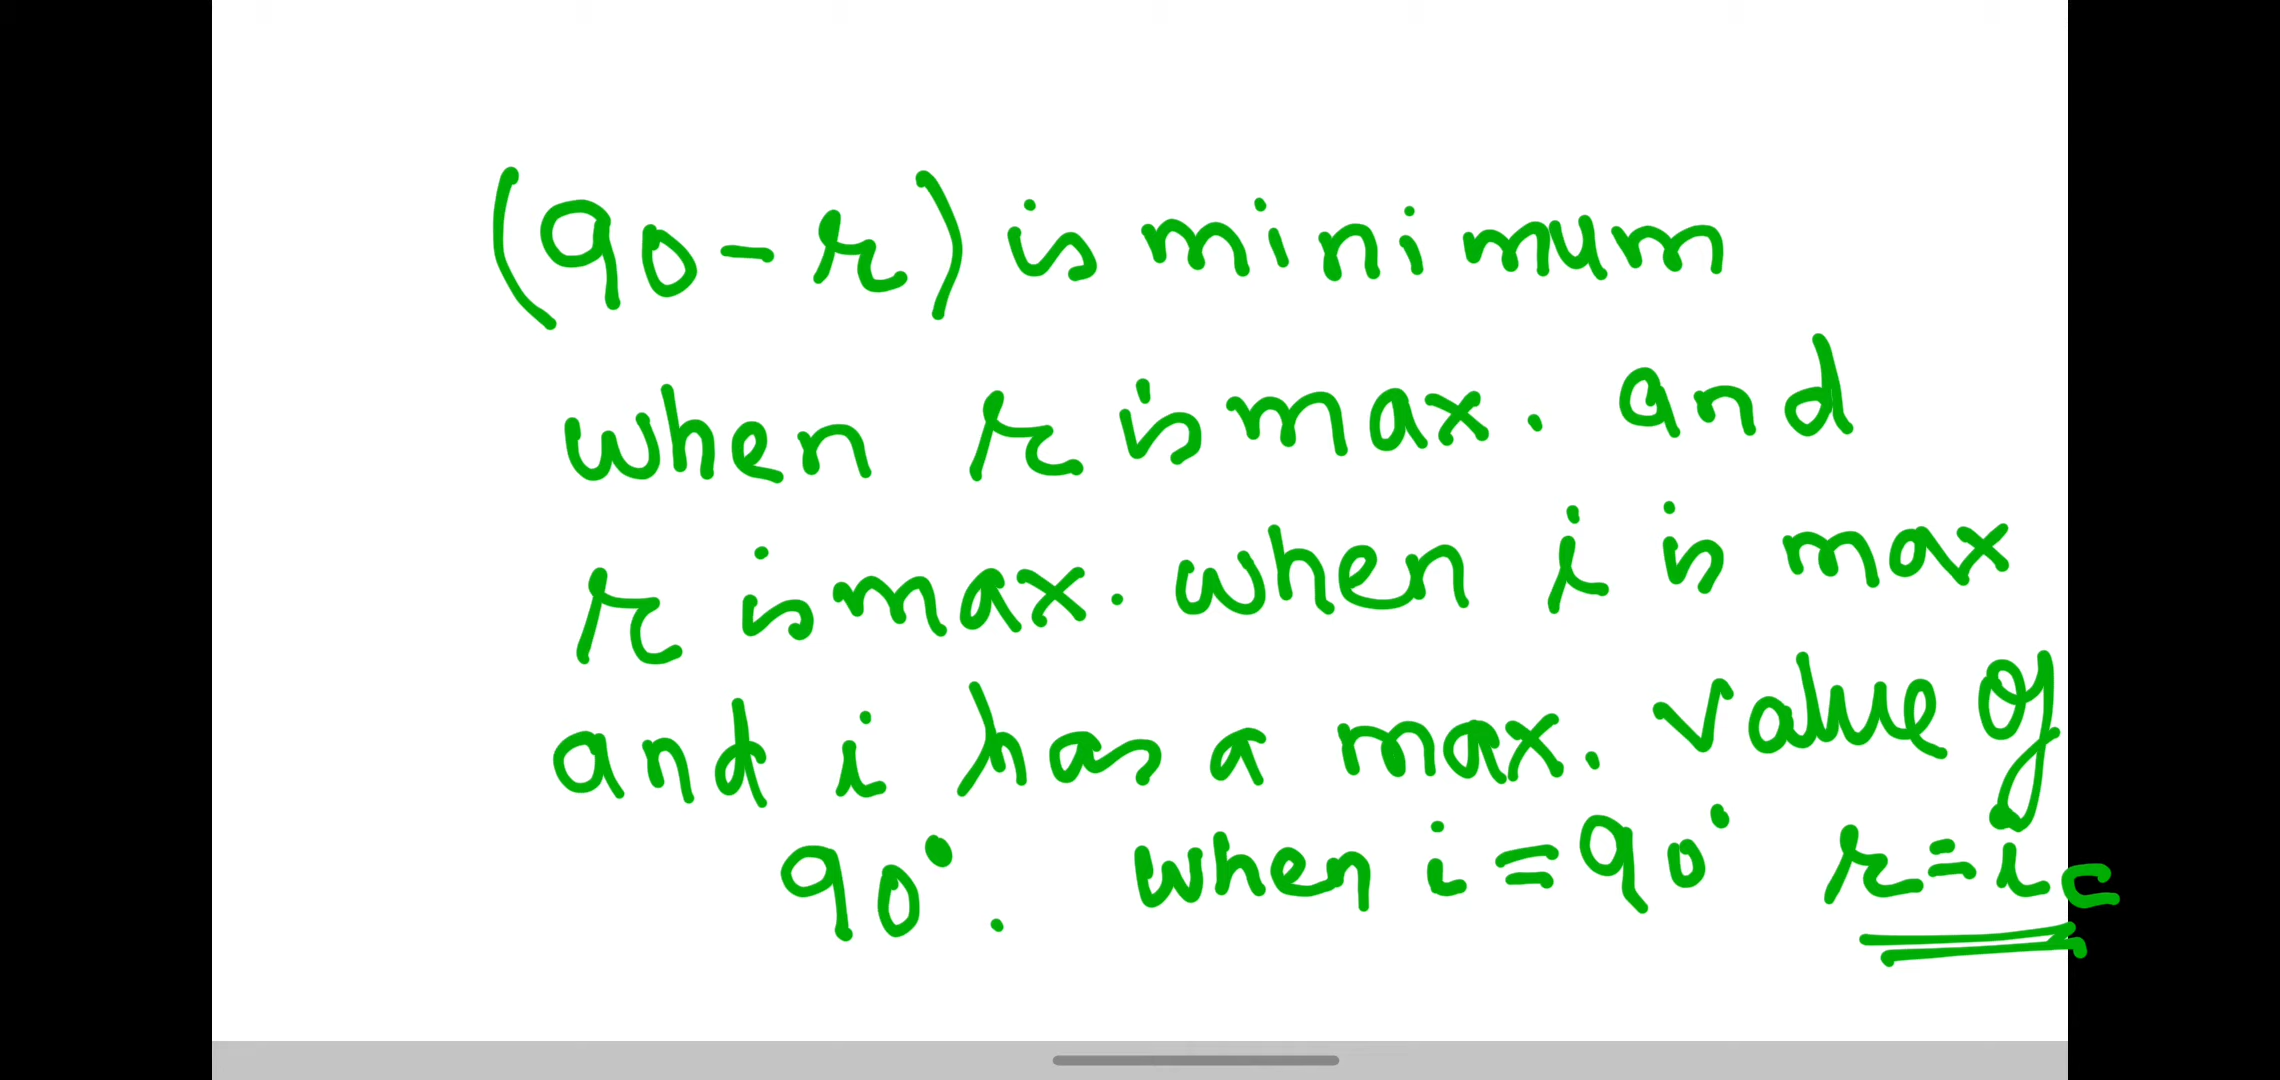 (90-r) is minimum
when r is max. and
r is max. when i is max
and i has a max. value of
90°. when i=90° r=ic